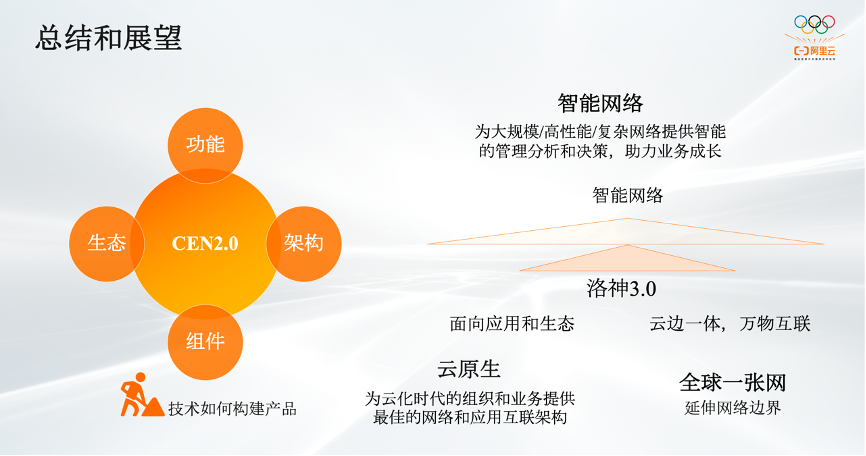 总结和展望
阿里云
功能
生态
CEN2.0
架构
组件
技术如何构建产品
智能网络
为大规模/高性能/复杂网络提供智能
的管理分析和决策，助力业务成长
智能网络
洛神3.0
面向应用和生态
云边一体，万物互联
云原生
为云化时代的组织和业务提供
最佳的网络和应用互联架构
全球一张网
延伸网络边界